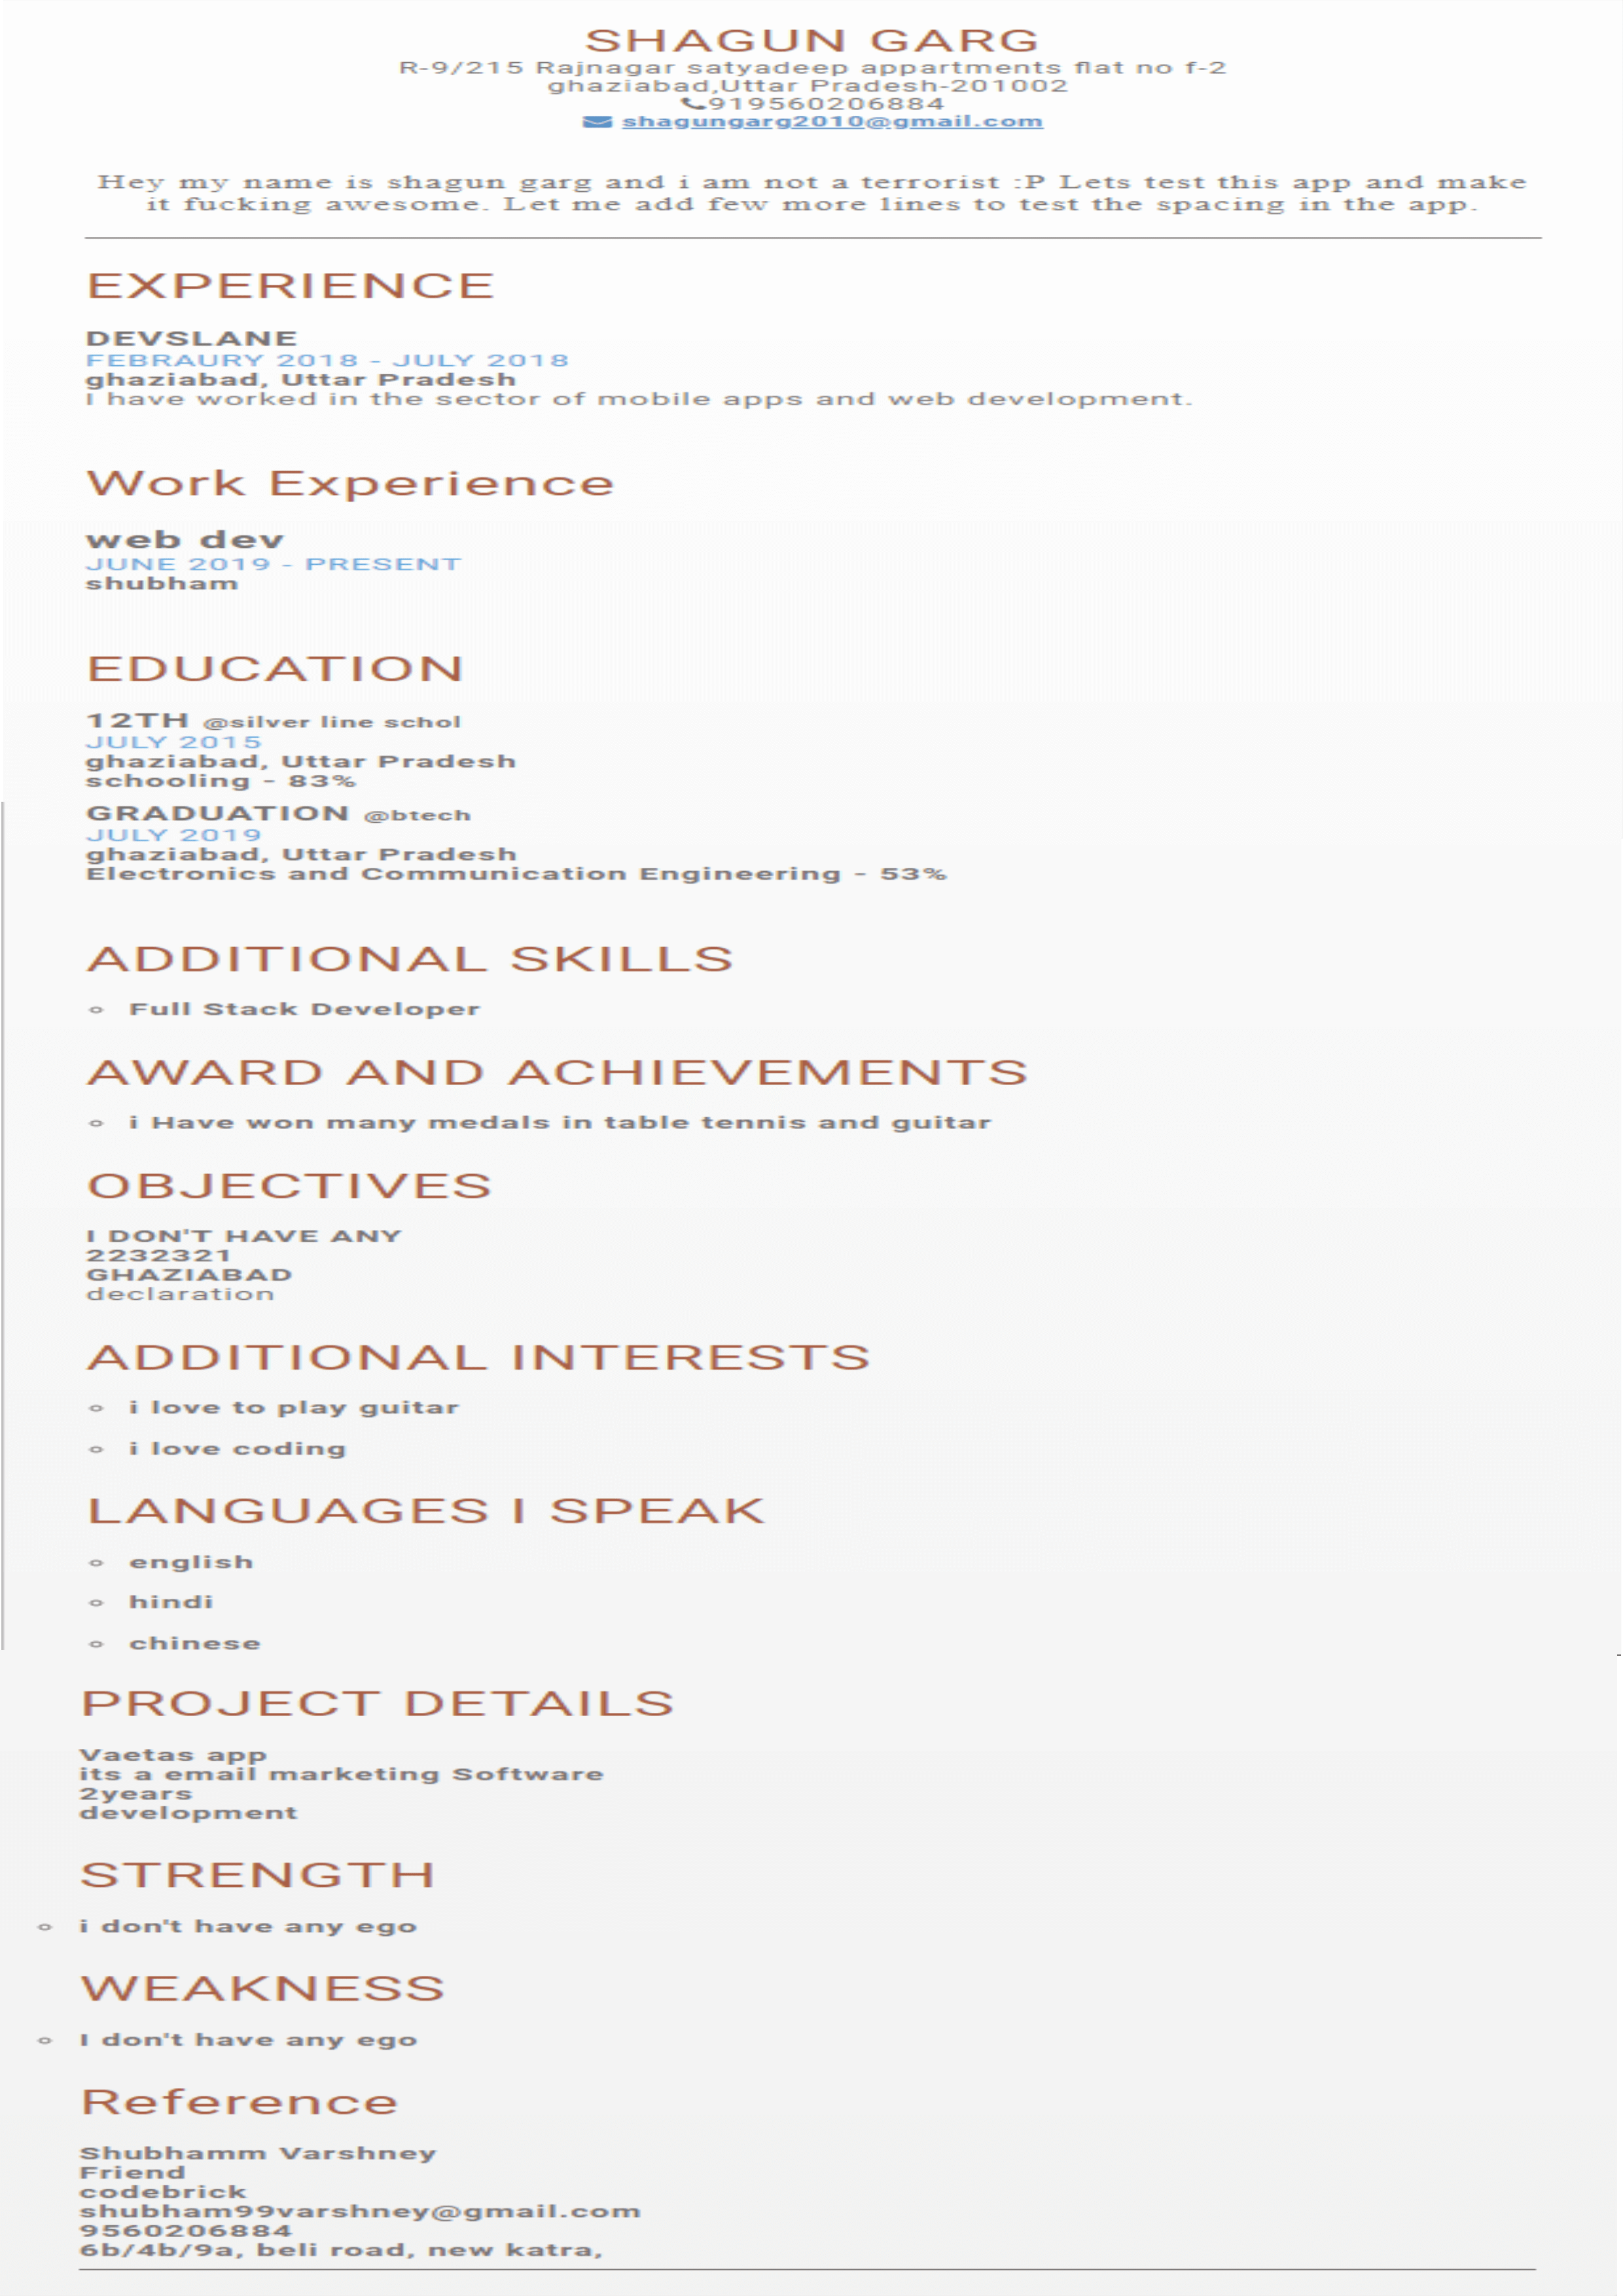 SHAGUN GARG
R-9/215 Rajnagar satyadeep appartments flat no f-2
ghaziabad,Uttar Pradesh-201002
919560206884
shagungarg2010@gmail.com
Hey my name is shagun garg and i am not a terrorist :P Lets test this app and make
it fucking awesome. Let me add few more lines to test the spacing in the app.
EXPERIENCE
DEVSLANE
FEBRAURY 2018 - JULY 2018
ghaziabad, Uttar Pradesh
I have worked in the sector of mobile apps and web development.
Work Experience
web dev
JUNE 2019 - PRESENT
shubham
EDUCATION
12TH @silver line schol
JULY 2015
ghaziabad, Uttar Pradesh
schooling - 83%
GRADUATION @btech
JULY 2019
ghaziabad, Uttar Pradesh
Electronics and Communication Engineering - 53%
ADDITIONAL SKILLS
Full Stack Developer
AWARD AND ACHIEVEMENTS
i Have won many medals in table tennis and guitar
OBJECTIVES
I DON'T HAVE ANY
2232321
GHAZIABAD
declaration
ADDITIONAL INTERESTS
i love to play guitar
i love coding
LANGUAGES I SPEAK
english
hindi
chinese
PROJECT DETAILS
Vaetas app
its a email marketing Software
2years
development
STRENGTH
i don't have any ego
WEAKNESS
I don't have any ego
Reference
Shubhamm Varshney
Friend
codebrick
shubham99varshney@gmail.com
9560206884
6b/4b/9a, beli road, new katra,